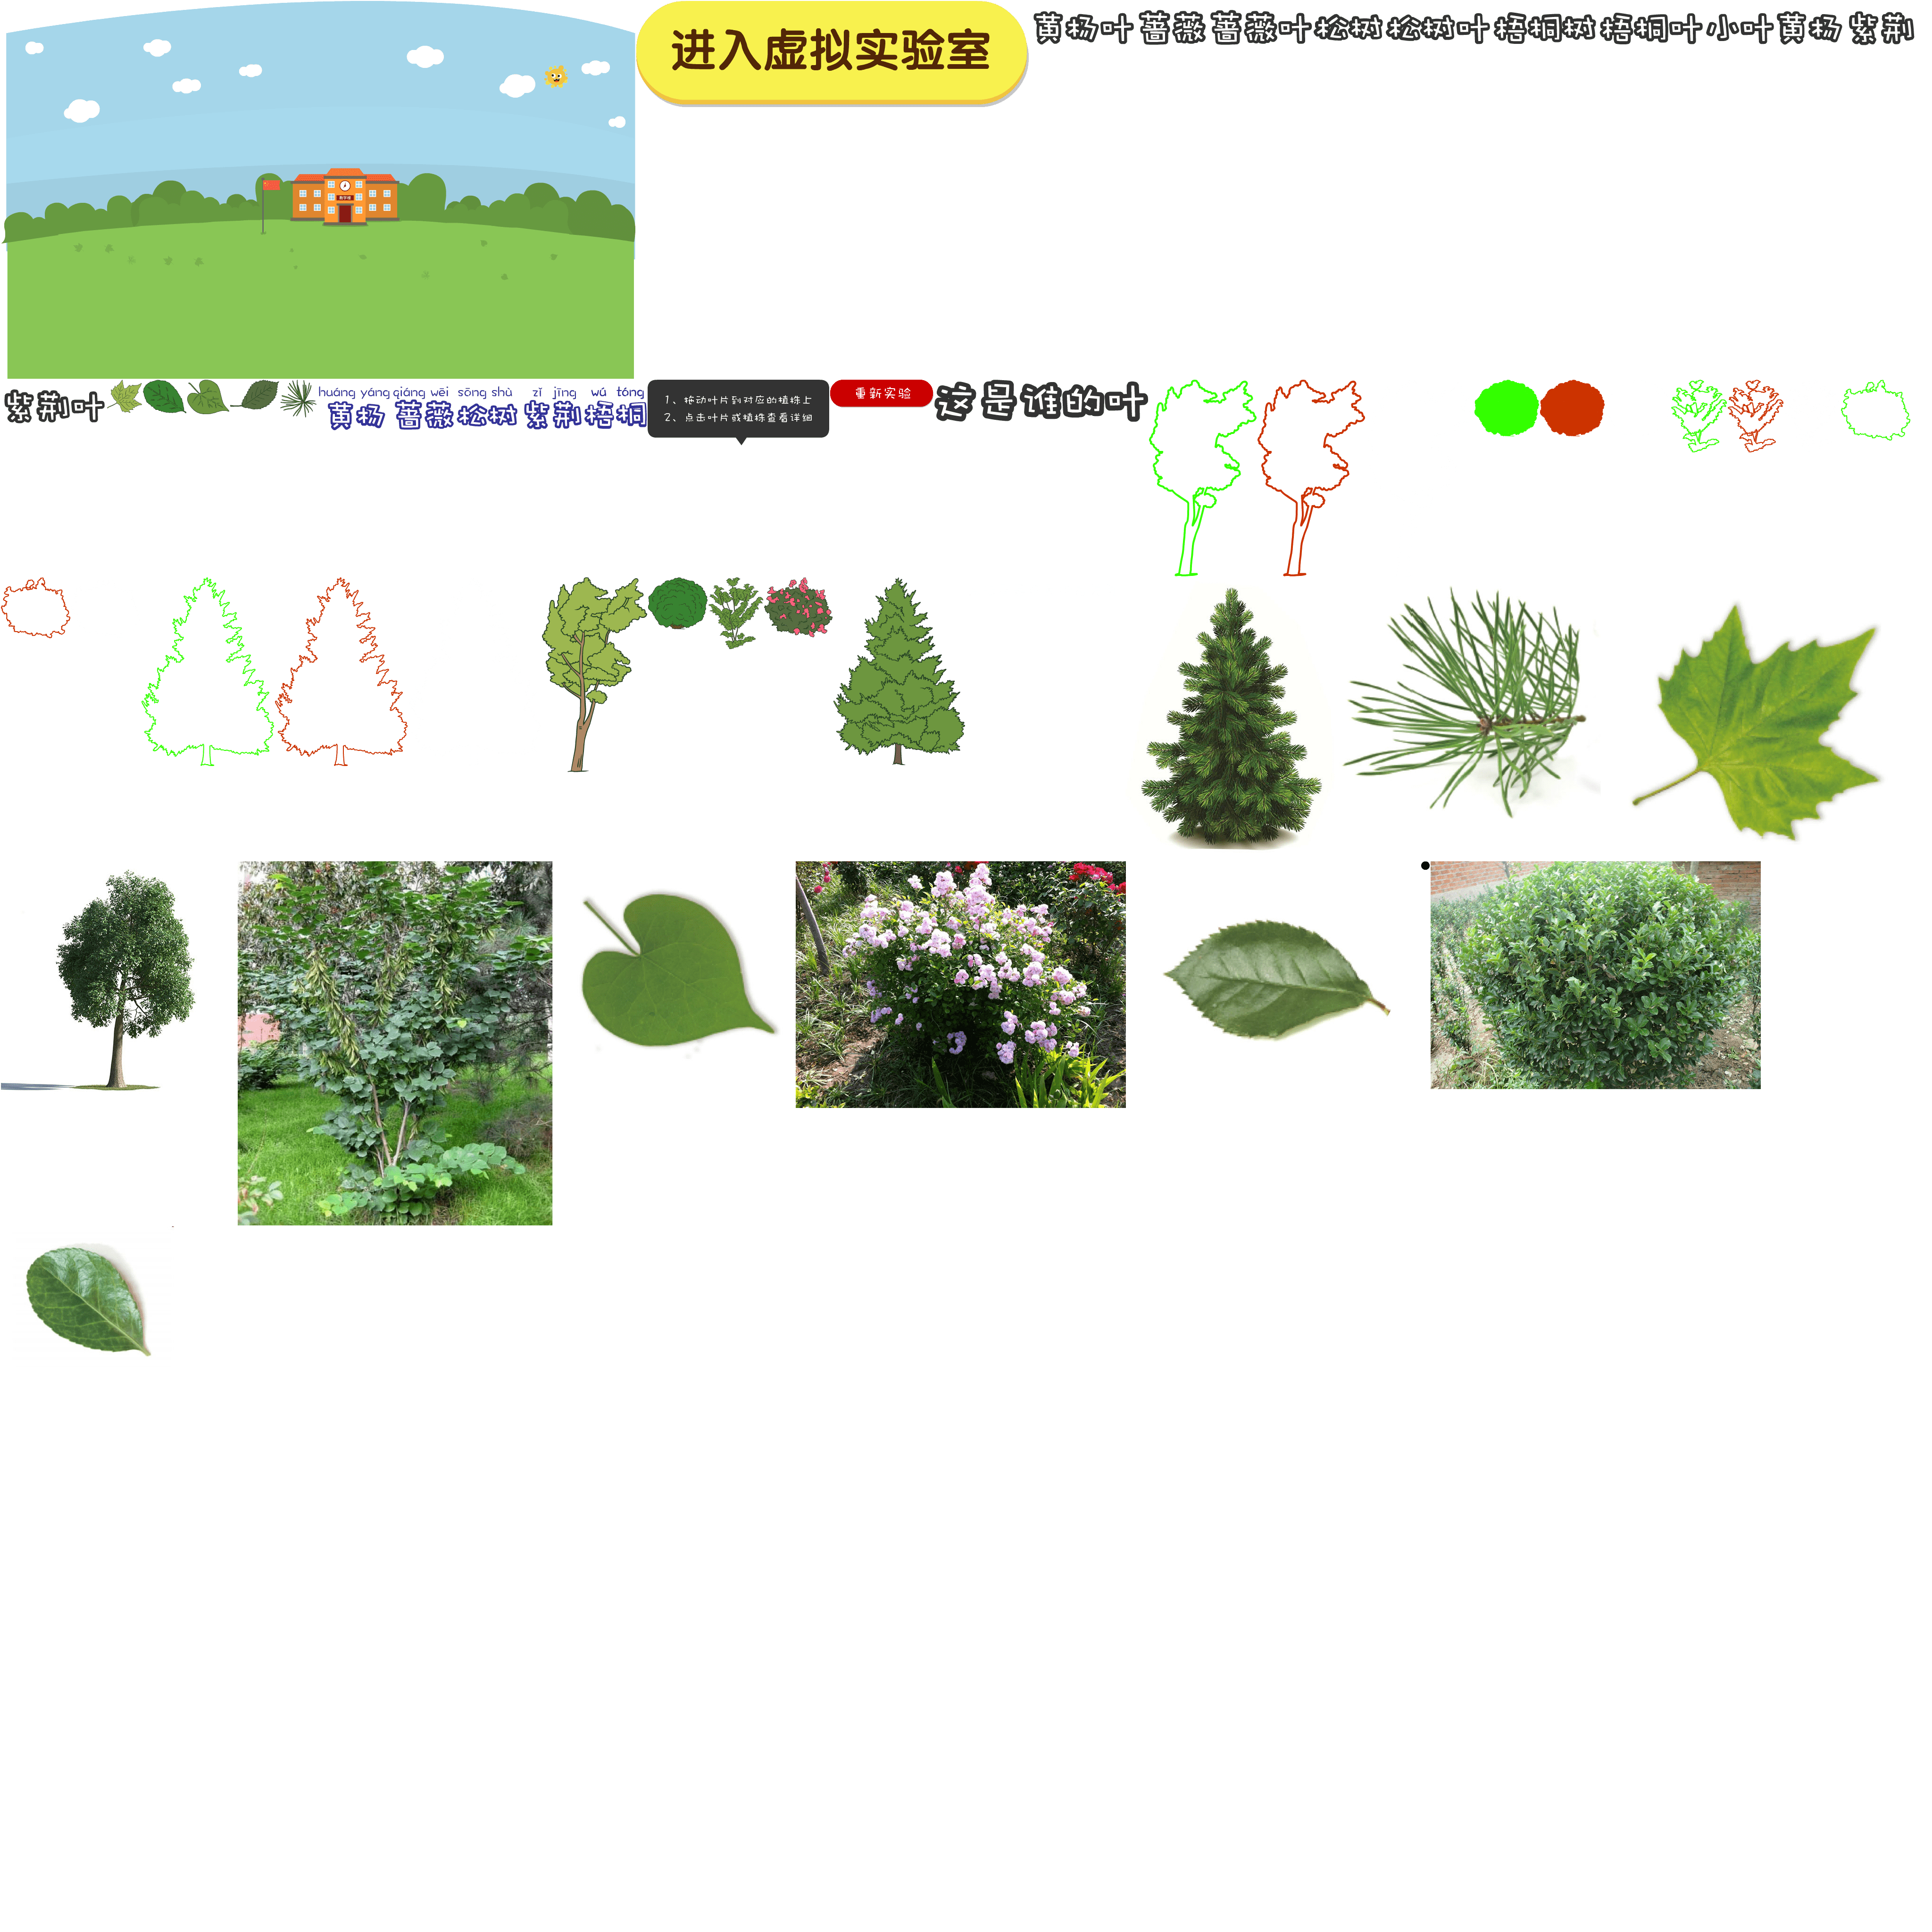 进入虚拟实验室
黄杨叶 蔷薇 蔷薇叶 松树 松树叶 梧桐树 梧桐叶 小叶黄杨 紫荆
教学楼
紫荆叶
huáng yáng qiáng wēi sōng shù zǐ jīng wú tóng
黄杨 蔷薇 松树 紫荆 梧桐
1、拖动叶片到对应的植株上
2、点击叶片或植株查看详细
重新实验
这是谁的叶